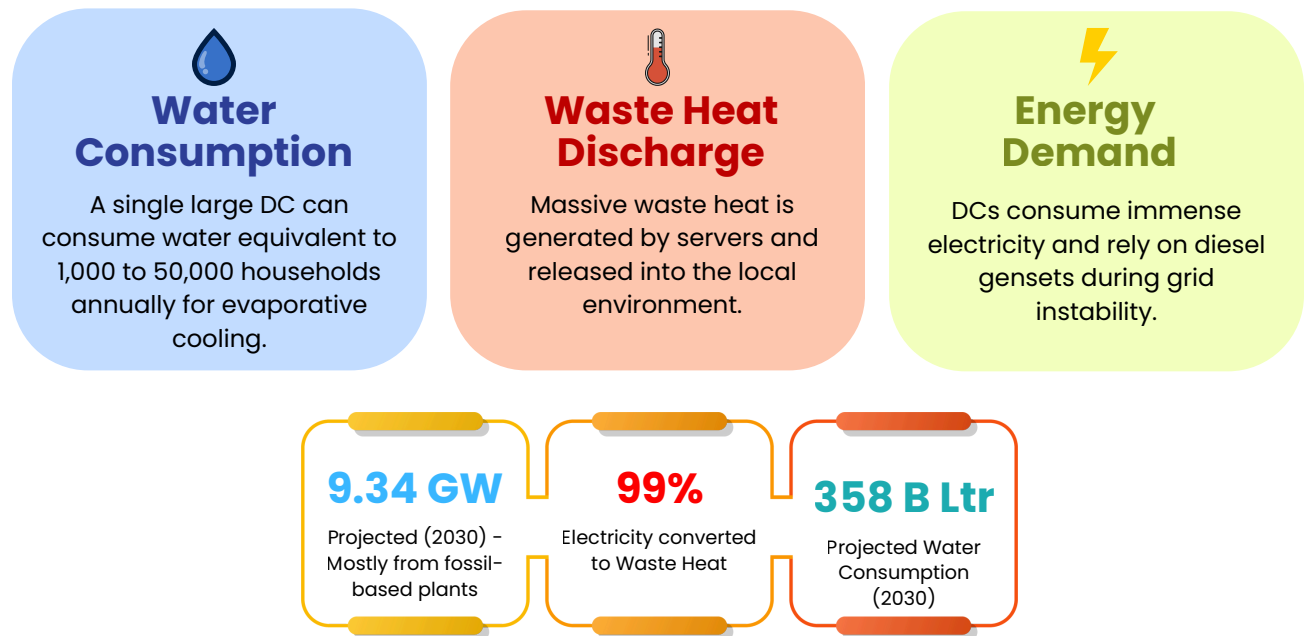 Water
Consumption
A single large DC can
consume water equivalent to
1,000 to 50,000 households
annually for evaporative
cooling.
Waste Heat
Discharge
Massive waste heat is
generated by servers and
released into the local
environment.
Energy
Demand
DCs consume immense
electricity and rely on diesel
gensets during grid
instability.
9.34 GW
Projected (2030) -
Mostly from fossil-
based plants
99%
Electricity converted
to Waste Heat
358 B Ltr
Projected Water
Consumption
(2030)